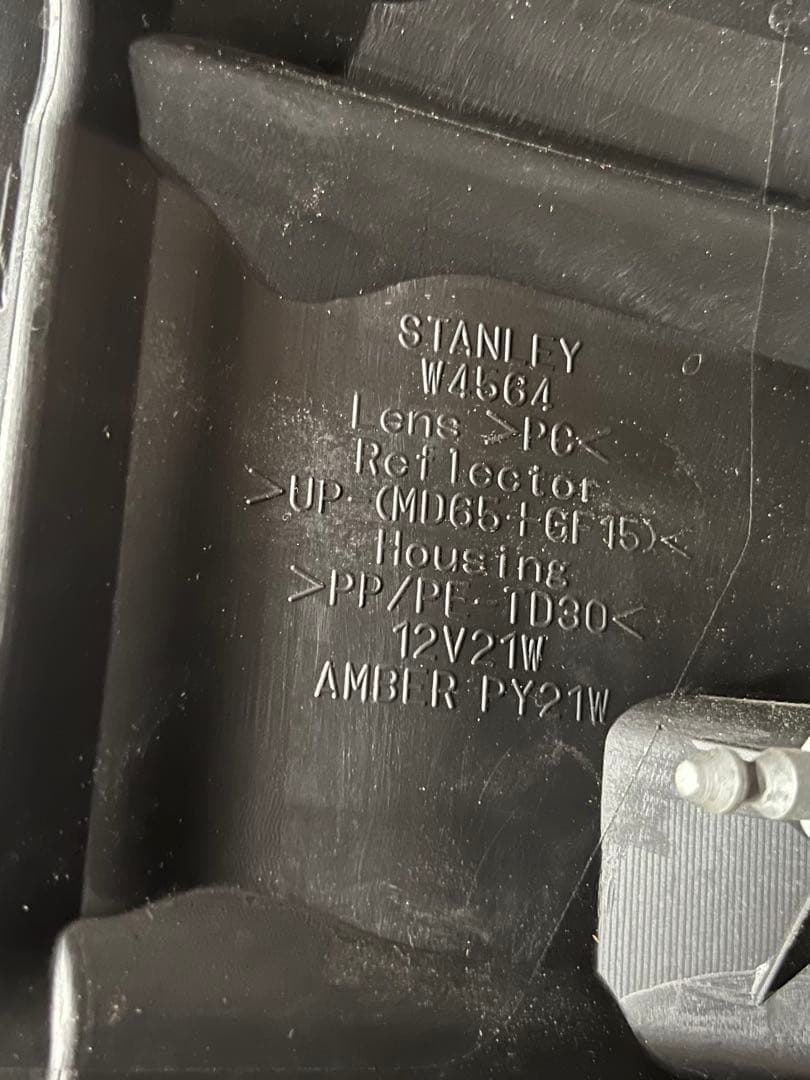 STANLEY
W4564
Lens >PC<
Reflector
>UP-(MD65+GF15)<
Housing
>PP/PE-TD30<
12V21W
AMBER PY21W